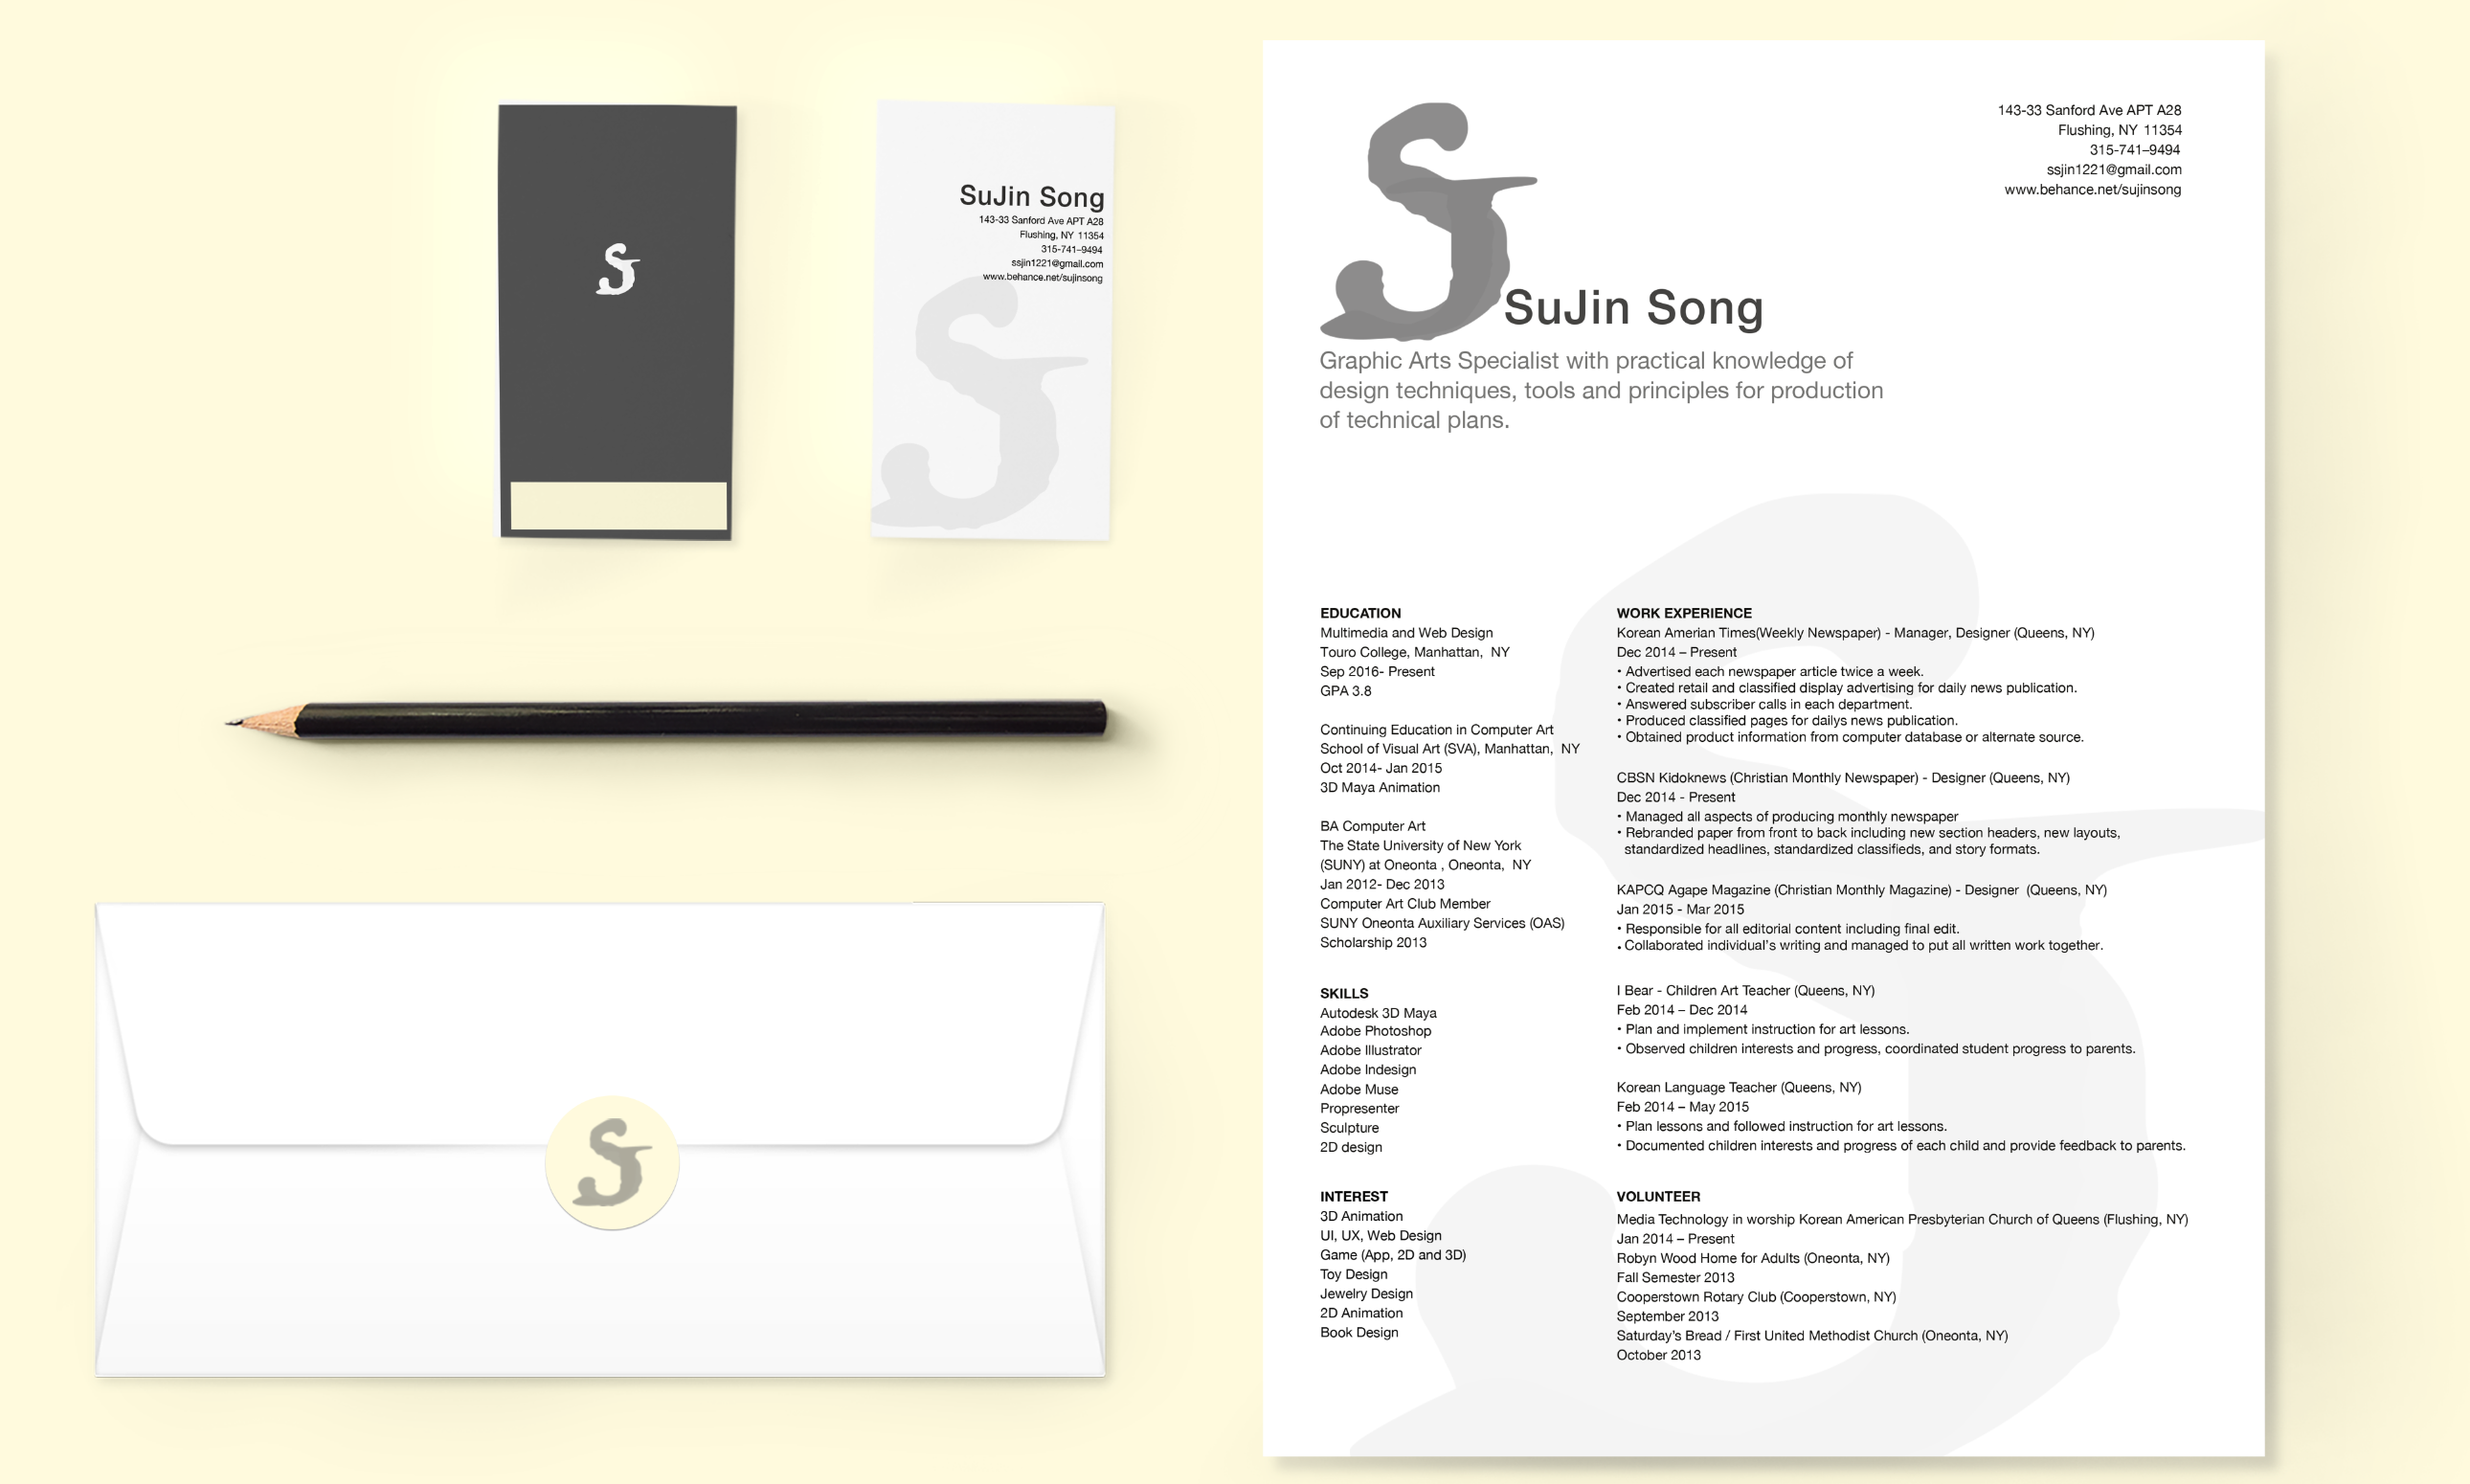 SuJin Song
143-33 Sanford Ave APT A28
Flushing, NY 11354
315-741–9494
ssjin1221@gmail.com
www.behance.net/sujinsong
143-33 Sanford Ave APT A28
Flushing, NY 11354
315-741–9494
ssjin1221@gmail.com
www.behance.net/sujinsong
SJ
SuJin Song
Graphic Arts Specialist with practical knowledge of
design techniques, tools and principles for production
of technical plans.
EDUCATION
Multimedia and Web Design
Touro College, Manhattan, NY
Sep 2016- Present
GPA 3.8
Continuing Education in Computer Art
School of Visual Art (SVA), Manhattan, NY
Oct 2014- Jan 2015
3D Maya Animation
BA Computer Art
The State University of New York
(SUNY) at Oneonta , Oneonta, NY
Jan 2012- Dec 2013
Computer Art Club Member
SUNY Oneonta Auxiliary Services (OAS)
Scholarship 2013
SKILLS
Autodesk 3D Maya
Adobe Photoshop
Adobe Illustrator
Adobe Indesign
Adobe Muse
Propresenter
Sculpture
2D design
INTEREST
3D Animation
UI, UX, Web Design
Game (App, 2D and 3D)
Toy Design
Jewelry Design
2D Animation
Book Design
WORK EXPERIENCE
Korean Amerian Times(Weekly Newspaper) - Manager, Designer (Queens, NY)
Dec 2014 – Present
• Advertised each newspaper article twice a week.
• Created retail and classified display advertising for daily news publication.
• Answered subscriber calls in each department.
• Produced classified pages for dailys news publication.
• Obtained product information from computer database or alternate source.
CBSN Kidoknews (Christian Monthly Newspaper) - Designer (Queens, NY)
Dec 2014 - Present
• Managed all aspects of producing monthly newspaper
• Rebranded paper from front to back including new section headers, new layouts,
standardized headlines, standardized classifieds, and story formats.
KAPCQ Agape Magazine (Christian Monthly Magazine) - Designer (Queens, NY)
Jan 2015 - Mar 2015
• Responsible for all editorial content including final edit.
• Collaborated individual's writing and managed to put all written work together.
I Bear - Children Art Teacher (Queens, NY)
Feb 2014 – Dec 2014
• Plan and implement instruction for art lessons.
• Observed children interests and progress, coordinated student progress to parents.
Korean Language Teacher (Queens, NY)
Feb 2014 – May 2015
• Plan lessons and followed instruction for art lessons.
• Documented children interests and progress of each child and provide feedback to parents.
VOLUNTEER
Media Technology in worship Korean American Presbyterian Church of Queens (Flushing, NY)
Jan 2014 – Present
Robyn Wood Home for Adults (Oneonta, NY)
Fall Semester 2013
Cooperstown Rotary Club (Cooperstown, NY)
September 2013
Saturday's Bread / First United Methodist Church (Oneonta, NY)
October 2013